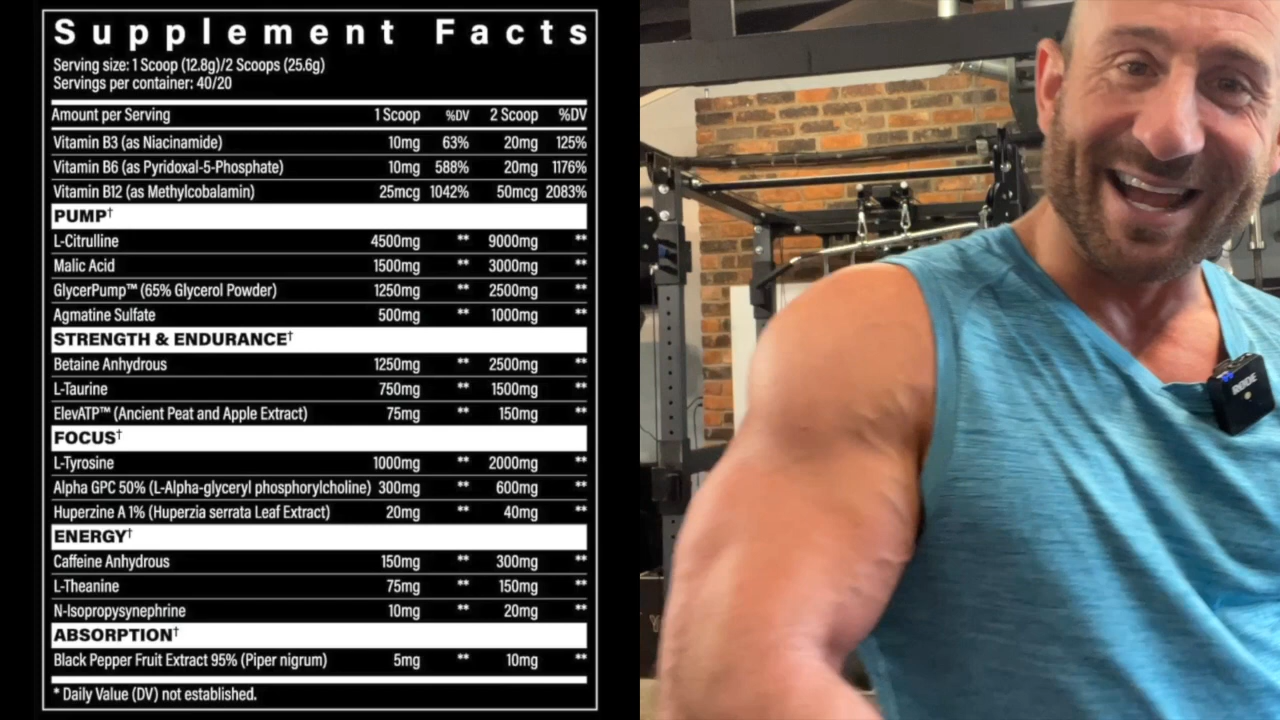 Supplement Facts
Serving size: 1 Scoop (12.8g)/2 Scoops (25.6g)
Servings per container: 40/20
Amount per Serving 1 Scoop %DV 2 Scoop %DV
Vitamin B3 (as Niacinamide) 10mg 63% 20mg 125%
Vitamin B6 (as Pyridoxal-5-Phosphate) 10mg 588% 20mg 1176%
Vitamin B12 (as Methylcobalamin) 25mcg 1042% 50mcg 2083%
PUMP†
L-Citrulline 4500mg ** 9000mg **
Malic Acid 1500mg ** 3000mg **
GlycerPump™ (65% Glycerol Powder) 1250mg ** 2500mg **
Agmatine Sulfate 500mg ** 1000mg **
STRENGTH & ENDURANCE†
Betaine Anhydrous 1250mg ** 2500mg **
L-Taurine 750mg ** 1500mg **
ElevATP™ (Ancient Peat and Apple Extract) 75mg ** 150mg **
FOCUS†
L-Tyrosine 1000mg ** 2000mg **
Alpha GPC 50% (L-Alpha-glyceryl phosphorylcholine) 300mg ** 600mg **
Huperzine A 1% (Huperzia serrata Leaf Extract) 20mg ** 40mg **
ENERGY†
Caffeine Anhydrous 150mg ** 300mg **
L-Theanine 75mg ** 150mg **
N-Isopropysynephrine 10mg ** 20mg **
ABSORPTION†
Black Pepper Fruit Extract 95% (Piper nigrum) 5mg ** 10mg **
* Daily Value (DV) not established.
RØDE